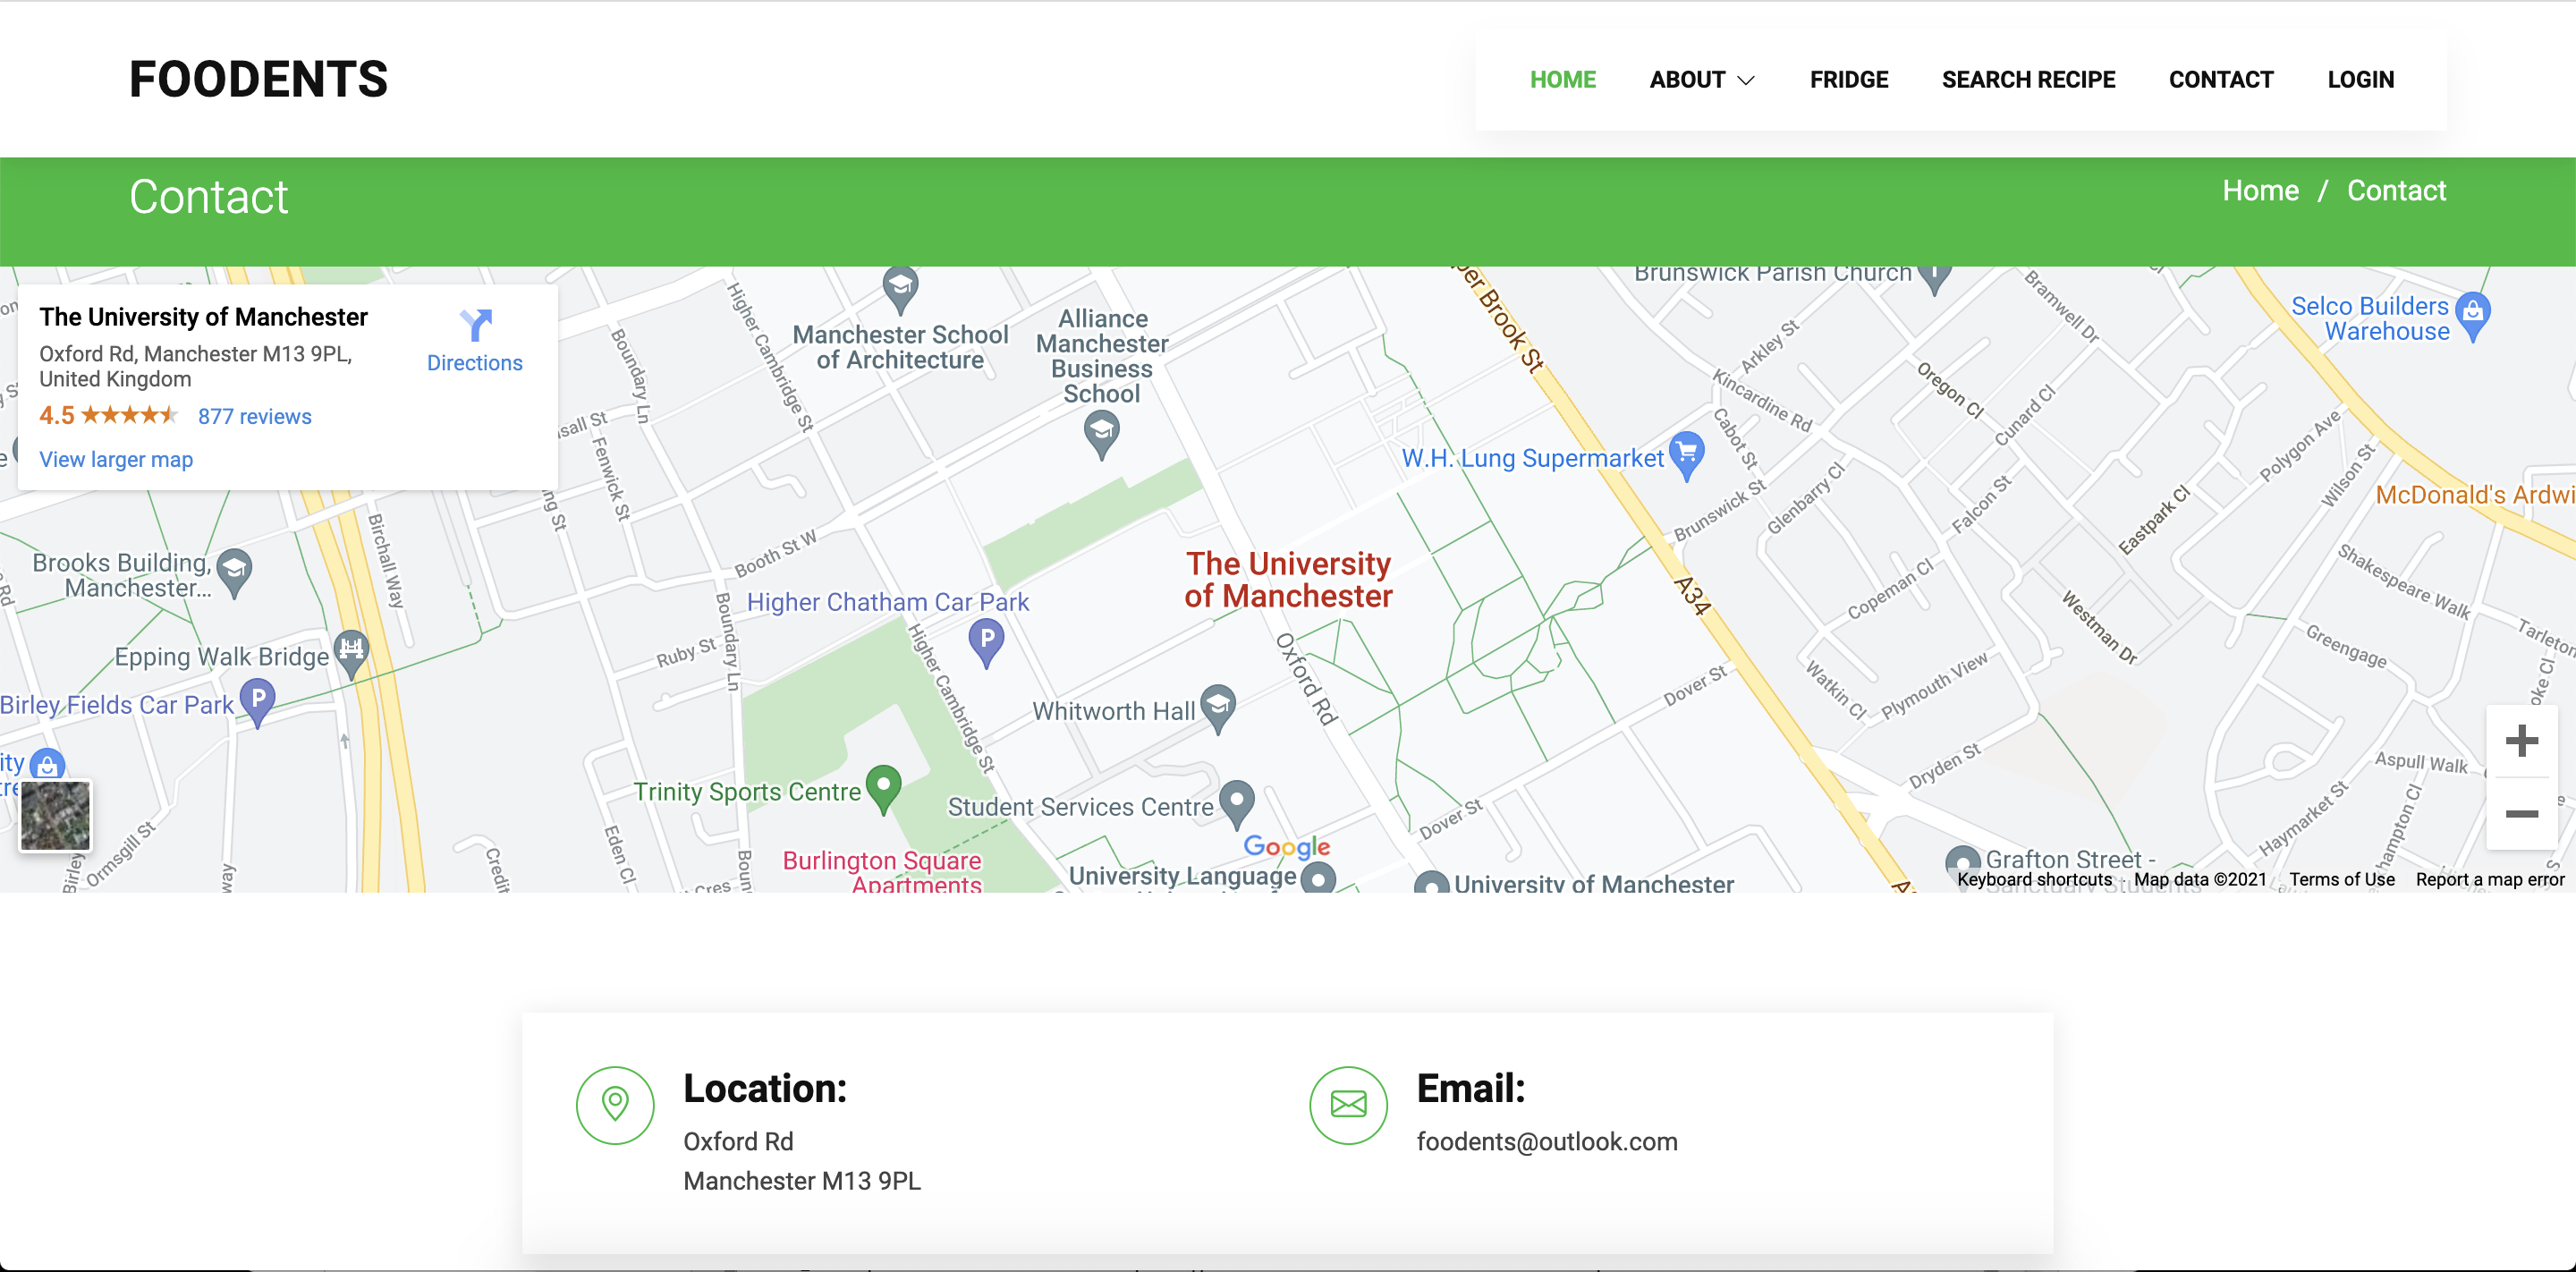 FOODENTS
HOME ABOUT FRIDGE SEARCH RECIPE CONTACT LOGIN
Contact
Home / Contact
The University of Manchester
Oxford Rd, Manchester M13 9PL,
United Kingdom
4.5 877 reviews
View larger map
Directions
Manchester School
of Architecture
Alliance
Manchester
Business
School
Brunswick Parish Church
Selco Builders
Warehouse
W.H. Lung Supermarket
McDonald's
Brooks Building,
Manchester...
Epping Walk Bridge
Birley Fields Car Park
Higher Chatham Car Park
The University
of Manchester
Whitworth Hall
Trinity Sports Centre
Student Services Centre
Burlington Square
Apartments
University Language
University of Manchester
Grafton Street -
Google
Higher Cambridge St
Boundary Ln
Fenwick St
Birchall Way
Booth St W
Boundary Ln
Ruby St
Higher Cambridge St
Oxford Rd
Brook St
A34
Arkley St
Kincardine Rd
Cabot St
Brunswick St
Glenbarry Cl
Oregon Cl
Cunard Cl
Falcon St
Bramwell Dr
Polygon Ave
Wilson St
Eastpark Cl
Shakespeare Walk
Copeman Cl
Westman Dr
Greengage
Tarleton
Watkin Cl
Plymouth View
Dover St
Dryden St
Dover St
Aspull Walk
Haymarket St
Ormsgill St
Eden Cl
Keyboard shortcuts Map data ©2021 Terms of Use Report a map error
Location:
Oxford Rd
Manchester M13 9PL
Email:
foodents@outlook.com